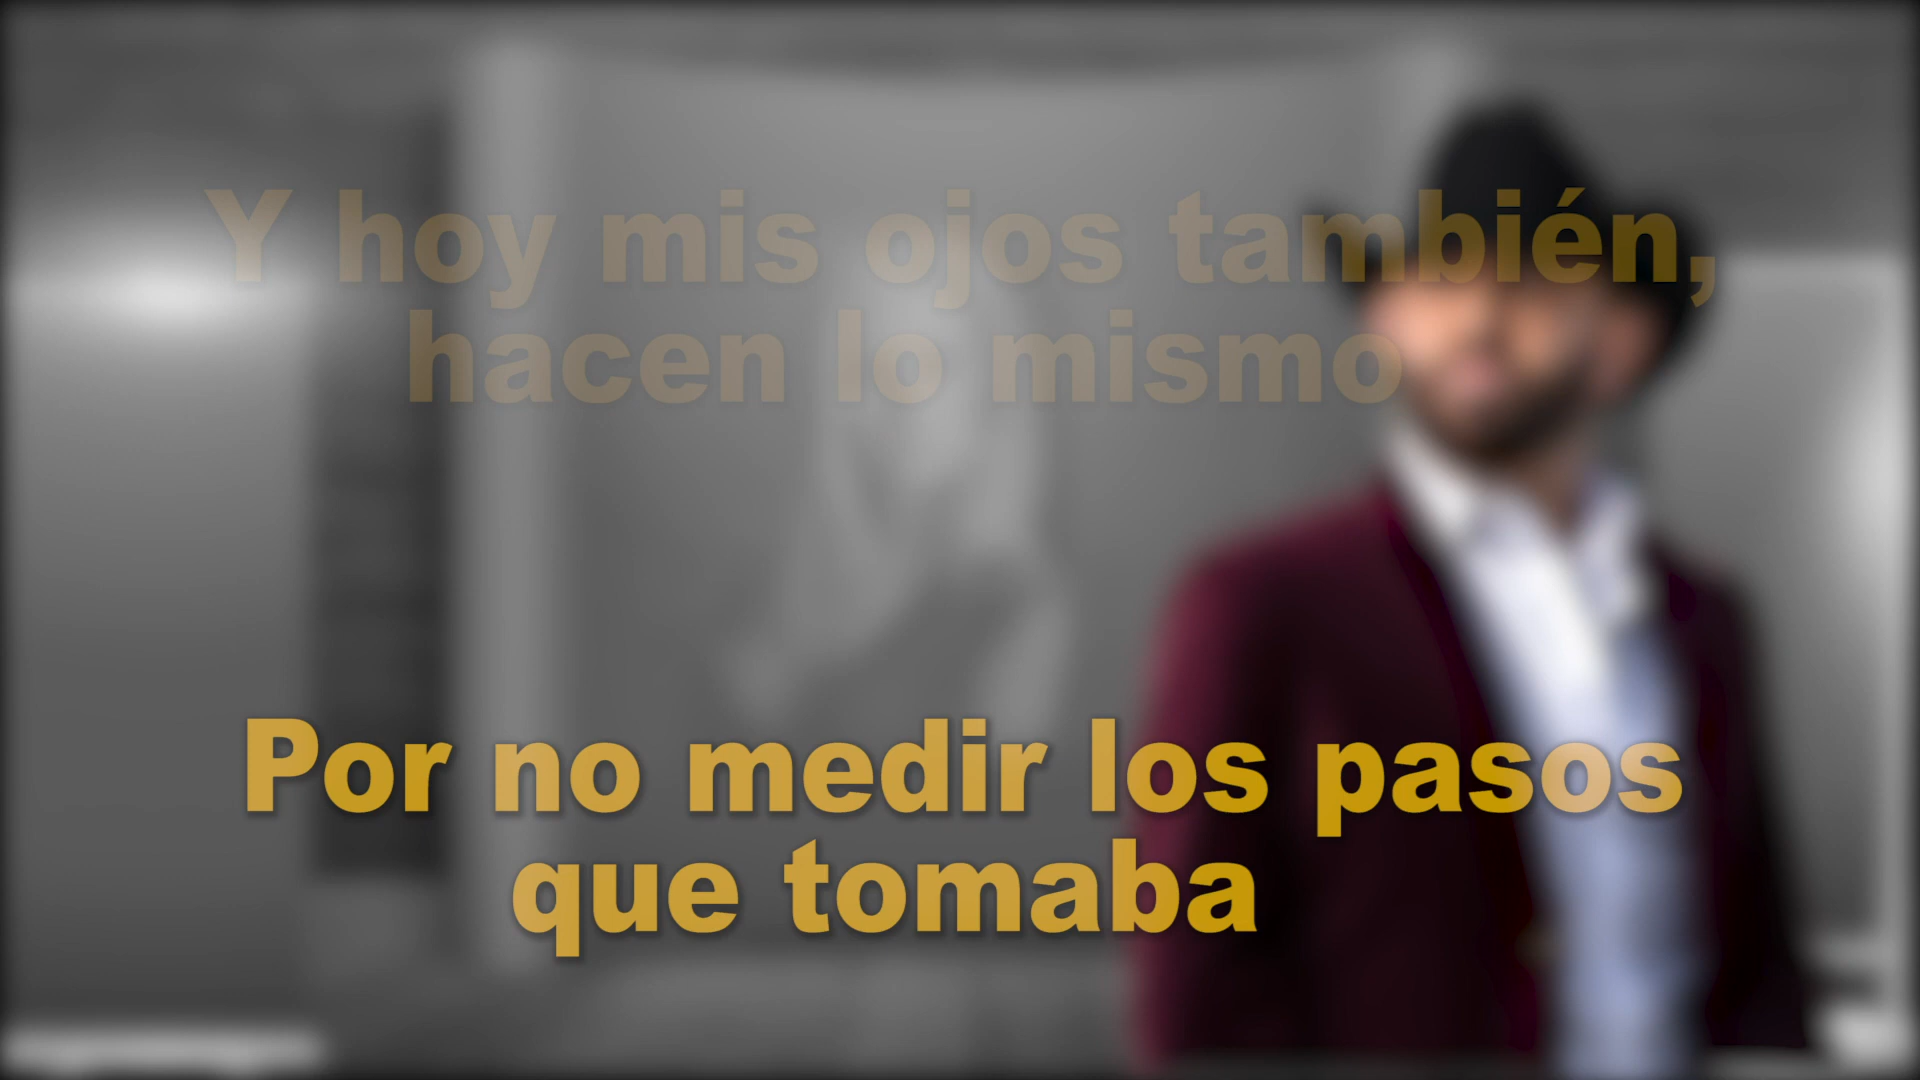 Y hoy mis ojos también,
hacen lo mismo
Por no medir los pasos
que tomaba